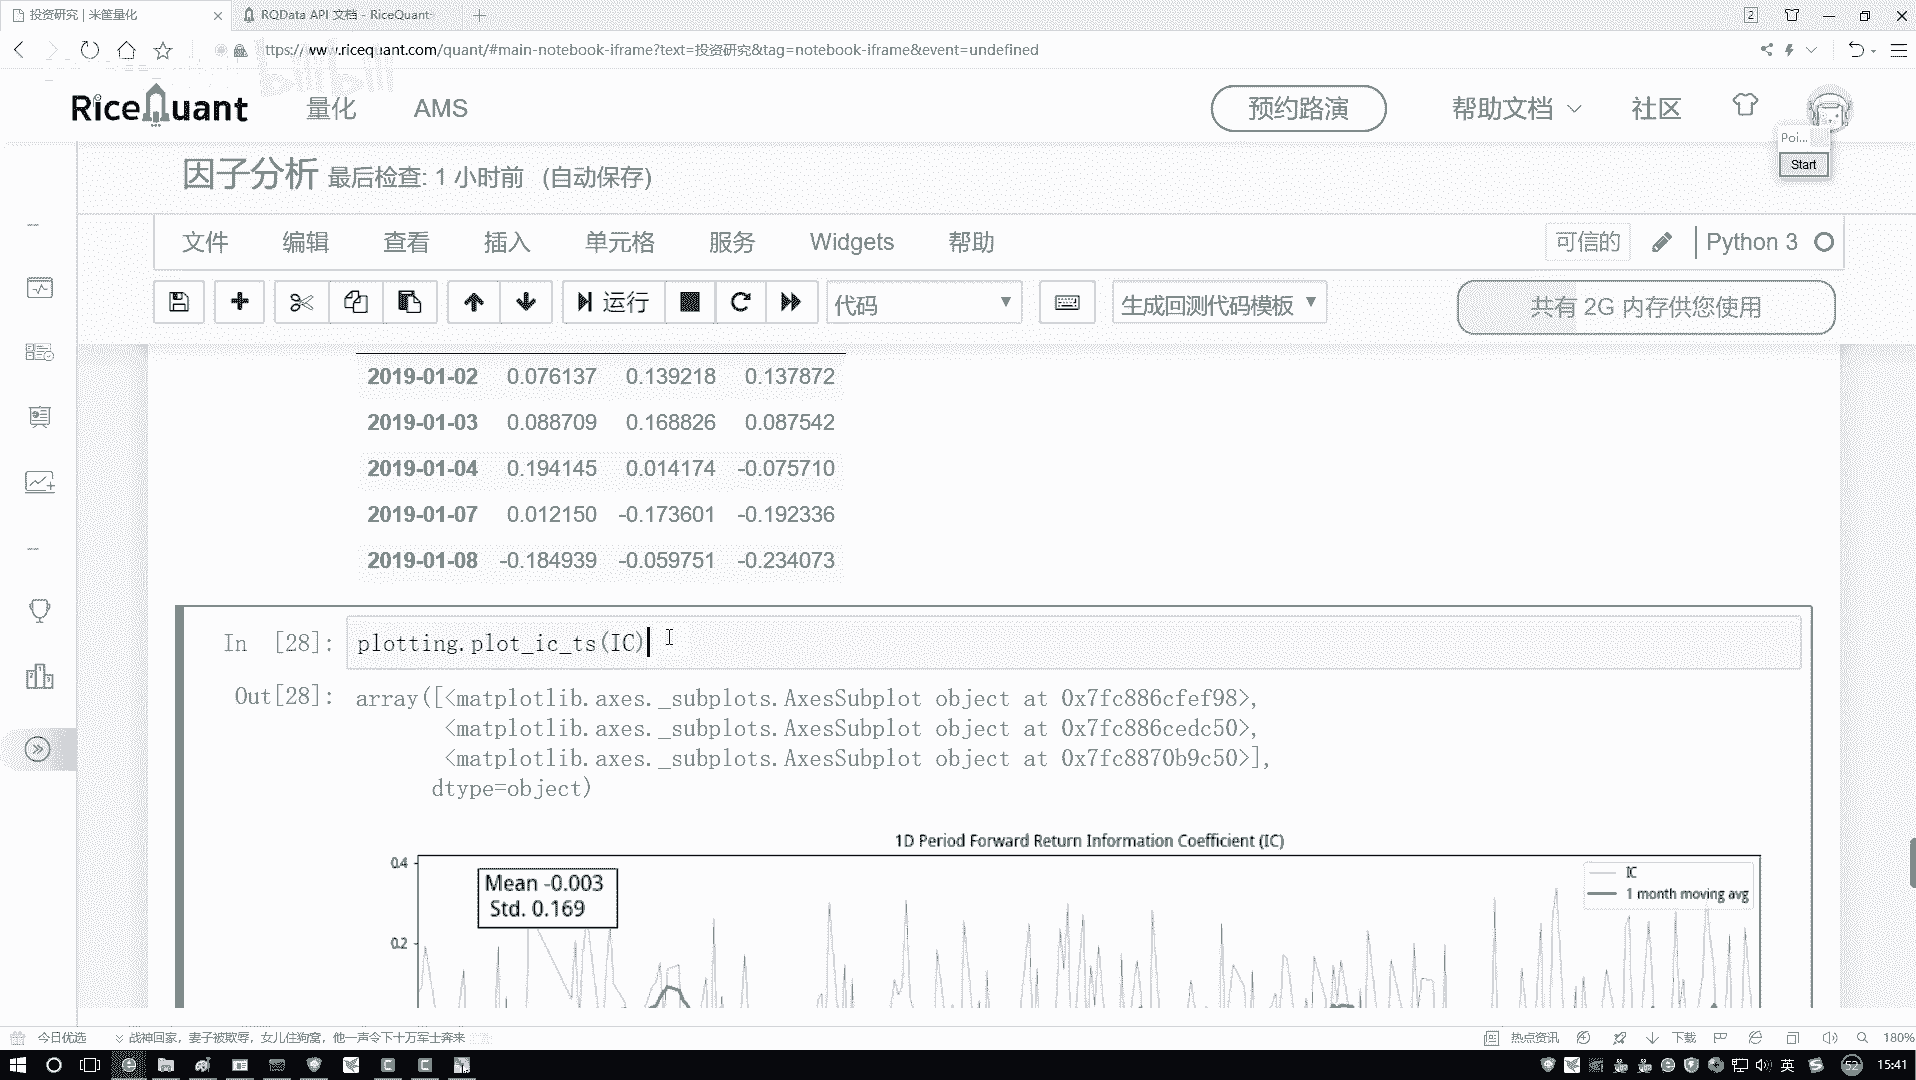 投资研究 | 米筐量化
RQData API 文档 - RiceQuant
2
ttps://www.ricequant.com/quant/#main-notebook-iframe?text=投资研究&tag=notebook-iframe&event=undefined
bilibili
RiceQuant
量化
AMS
预约路演
帮助文档
社区
Poi...
Start
因子分析 最后检查: 1 小时前 (自动保存)
文件 编辑 查看 插入 单元格 服务 Widgets 帮助
可信的
Python 3
运行
代码
生成回测代码模板
共有 2G 内存供您使用
2019-01-02 0.076137 0.139218 0.137872
2019-01-03 0.088709 0.168826 0.087542
2019-01-04 0.194145 0.014174 -0.075710
2019-01-07 0.012150 -0.173601 -0.192336
2019-01-08 -0.184939 -0.059751 -0.234073
In [28]: plotting.plot_ic_ts(IC)
Out[28]: array([<matplotlib.axes._subplots.AxesSubplot object at 0x7fc886cfef98>,
<matplotlib.axes._subplots.AxesSubplot object at 0x7fc886cedc50>,
<matplotlib.axes._subplots.AxesSubplot object at 0x7fc8870b9c50>],
dtype=object)
1D Period Forward Return Information Coefficient (IC)
0.4
Mean -0.003
Std. 0.169
IC
1 month moving avg
0.2
今日优选
战神回家，妻子被欺辱，女儿住狗窝，他一声令下十万军士奔来
热点资讯
下载
180%
英
52
15:41